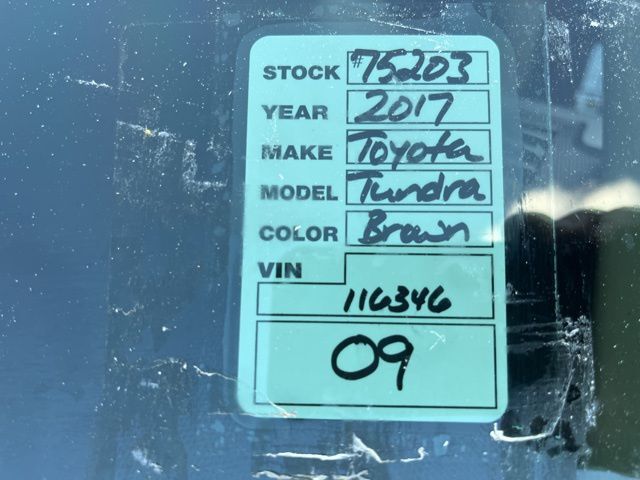 STOCK #75203
YEAR 2017
MAKE Toyota
MODEL Tundra
COLOR Brown
VIN
116346
09